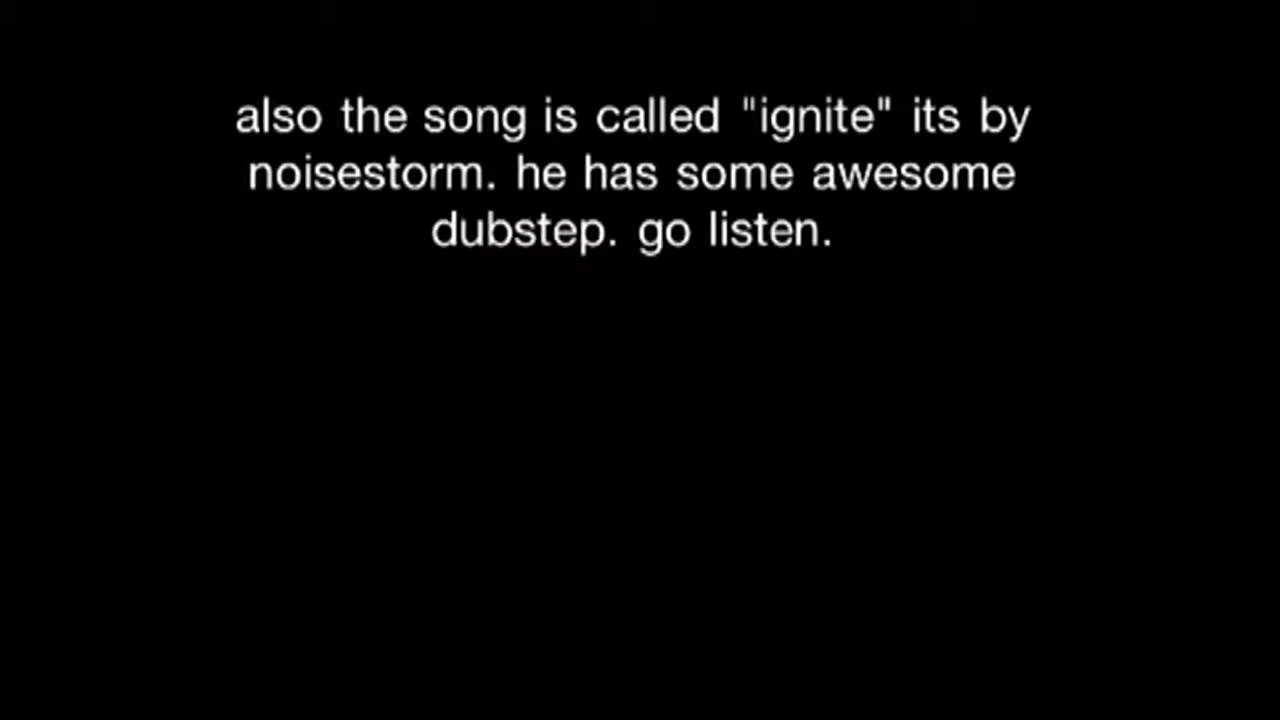 also the song is called "ignite" its by
noisestorm. he has some awesome
dubstep. go listen.